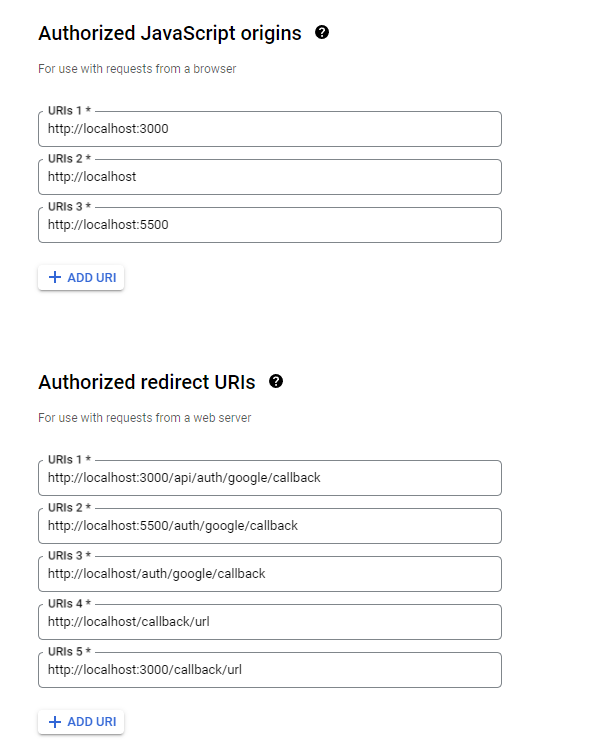 Authorized JavaScript origins
For use with requests from a browser
URIs 1 *
http://localhost:3000
URIs 2 *
http://localhost
URIs 3 *
http://localhost:5500
ADD URI
Authorized redirect URIs
For use with requests from a web server
URIs 1 *
http://localhost:3000/api/auth/google/callback
URIs 2 *
http://localhost:5500/auth/google/callback
URIs 3 *
http://localhost/auth/google/callback
URIs 4 *
http://localhost/callback/url
URIs 5 *
http://localhost:3000/callback/url
ADD URI